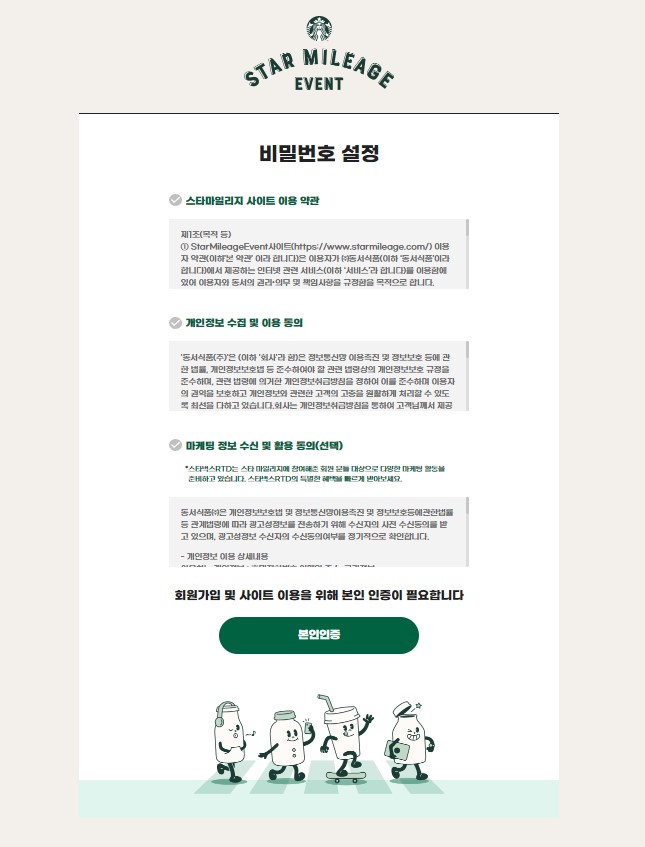 STAR MILEAGE
EVENT
비밀번호 설정
스타마일리지 사이트 이용 약관
제1조(목적 등)
① StarMileageEvent사이트(https://www.starmileage.com/) 이용
자 약관(이하'본 약관' 이라 합니다)은 이용자가 ㈜동서식품(이하 '동서식품'이라
합니다)에서 제공하는 인터넷 관련 서비스(이하 '서비스'라 합니다)를 이용함에
있어 이용자와 동서의 권리·의무 및 책임사항을 규정함을 목적으로 합니다.
개인정보 수집 및 이용 동의
'동서식품(주)'은 (이하 '회사'라 함)은 정보통신망 이용촉진 및 정보보호 등에 관
한 법률, 개인정보보호법 등 준수하여야 할 관련 법령상의 개인정보보호 규정을
준수하며, 관련 법령에 의거한 개인정보취급방침을 정하여 이를 준수하며 이용자
의 권익을 보호하고 개인정보와 관련한 고객의 고충을 원활하게 처리할 수 있도
록 최선을 다하고 있습니다.회사는 개인정보취급방침을 통하여 고객님께서 제공
마케팅 정보 수신 및 활용 동의(선택)
*스타벅스RTD는 스타 마일리지에 참여해준 회원 분들 대상으로 다양한 마케팅 활동을
준비하고 있습니다. 스타벅스RTD의 특별한 혜택을 빠르게 받아보세요.
동서식품㈜은 개인정보보호법 및 정보통신망이용촉진 및 정보보호등에관한법률
등 관계법령에 따라 광고성정보를 전송하기 위해 수신자의 사전 수신동의를 받
고 있으며, 광고성정보 수신자의 수신동의여부를 정기적으로 확인합니다.
- 개인정보 이용 상세내용
회원가입 및 사이트 이용을 위해 본인 인증이 필요합니다
본인인증